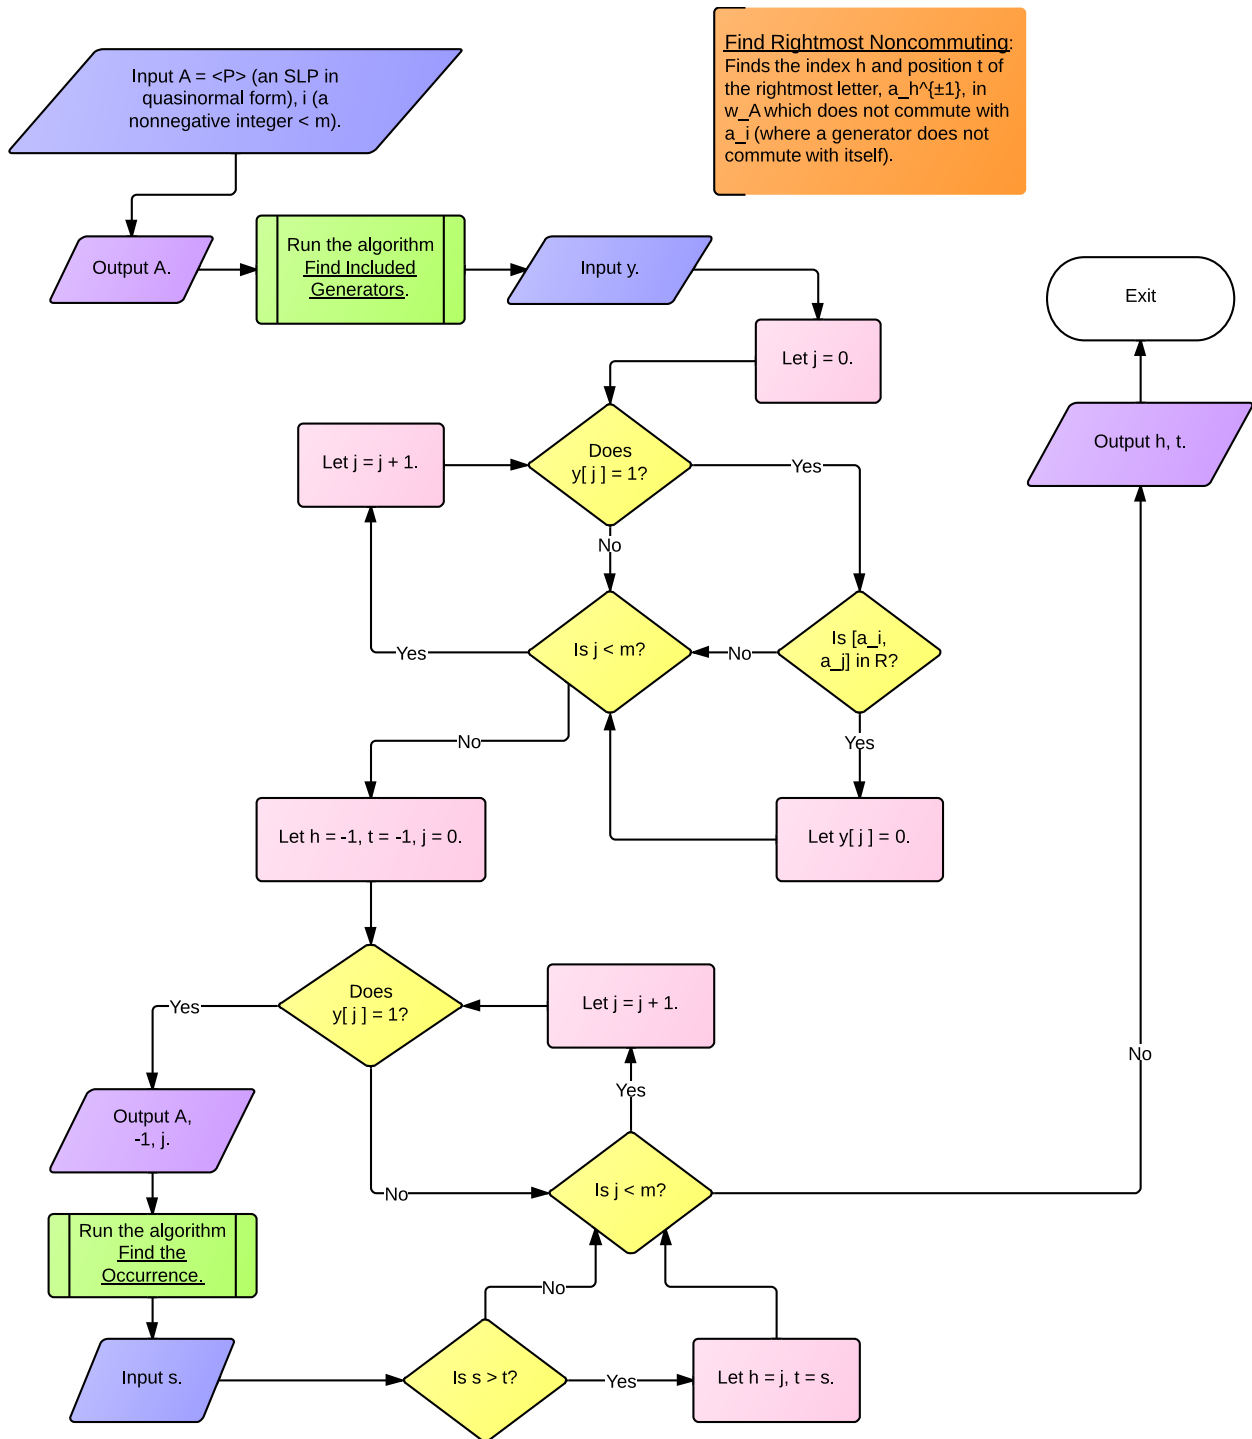 Find Rightmost Noncommuting:
Finds the index h and position t of
the rightmost letter, a_h^{±1}, in
w_A which does not commute with
a_i (where a generator does not
commute with itself).
Input A = <P> (an SLP in
quasinormal form), i (a
nonnegative integer < m).
Output A.
Run the algorithm
Find Included
Generators.
Input y.
Let j = 0.
Exit
Output h, t.
Does
y[ j ] = 1?
Let j = j + 1.
Yes
No
Is j < m?
Yes
No
Is [a_i,
a_j] in R?
No
Yes
Let y[ j ] = 0.
Let h = -1, t = -1, j = 0.
Does
y[ j ] = 1?
Let j = j + 1.
Yes
No
Yes
No
Output A,
-1, j.
Is j < m?
Run the algorithm
Find the
Occurrence.
No
Input s.
Is s > t?
Yes
Let h = j, t = s.